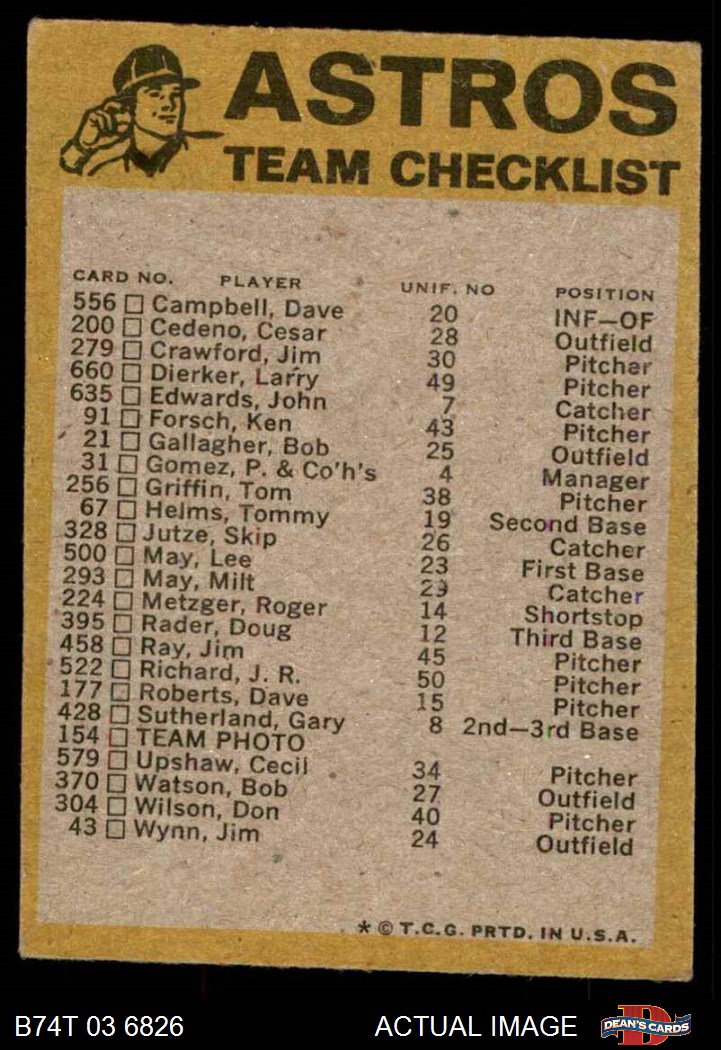 ASTROS
TEAM CHECKLIST
CARD NO. PLAYER UNIF. NO POSITION
556 Campbell, Dave 20 INF—OF
200 Cedeno, Cesar 28 Outfield
279 Crawford, Jim 30 Pitcher
660 Dierker, Larry 49 Pitcher
635 Edwards, John 7 Catcher
91 Forsch, Ken 43 Pitcher
21 Gallagher, Bob 25 Outfield
31 Gomez, P. & Co'h's 4 Manager
256 Griffin, Tom 38 Pitcher
67 Helms, Tommy 19 Second Base
328 Jutze, Skip 26 Catcher
500 May, Lee 23 First Base
293 May, Milt 29 Catcher
224 Metzger, Roger 14 Shortstop
395 Rader, Doug 12 Third Base
458 Ray, Jim 45 Pitcher
522 Richard, J. R. 50 Pitcher
177 Roberts, Dave 15 Pitcher
428 Sutherland, Gary 8 2nd—3rd Base
154 TEAM PHOTO
579 Upshaw, Cecil 34 Pitcher
370 Watson, Bob 27 Outfield
304 Wilson, Don 40 Pitcher
43 Wynn, Jim 24 Outfield
* © T.C.G. PRTD. IN U.S.A.
B74T 03 6826 ACTUAL IMAGE D DEAN'S CARDS